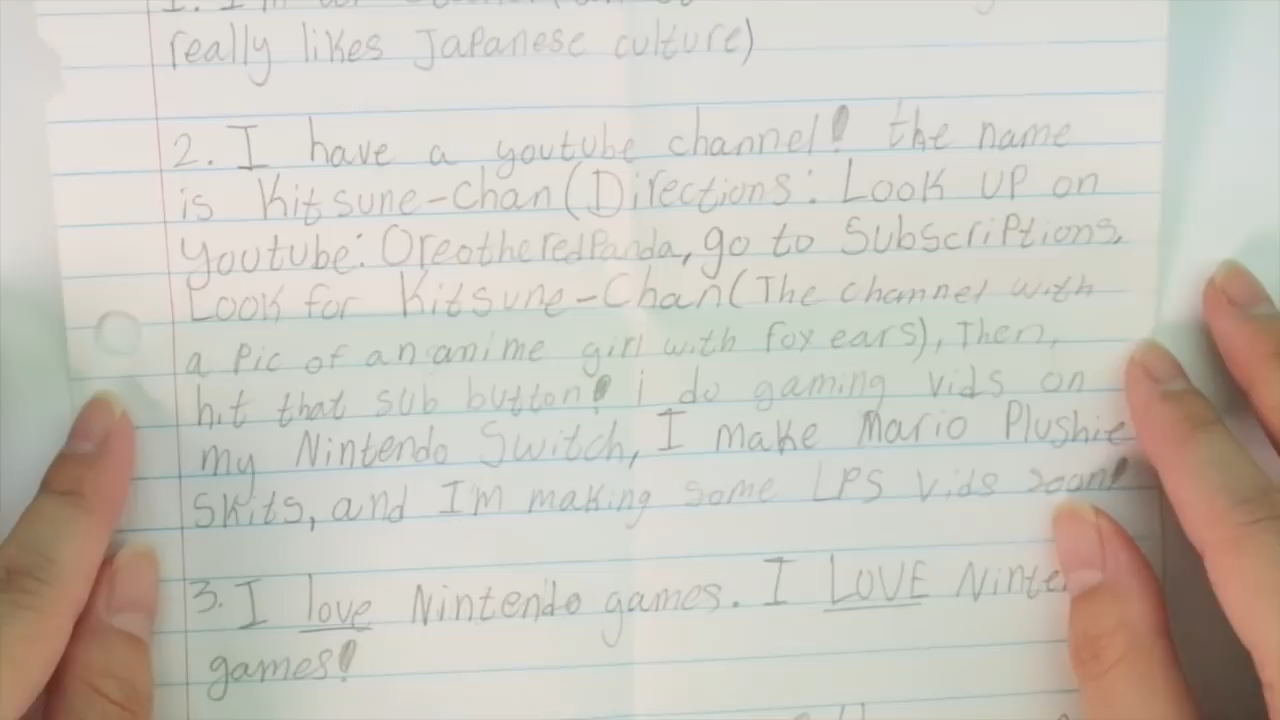 1. I'm
really likes Japanese culture)
2. I have a youtube channel! the name
is Kitsune-Chan (Directions: Look UP on
Youtube: OreotheredPanda, go to Subscriptions,
Look for Kitsune-Chan (The channel with
a pic of an anime girl with fox ears), Then,
hit that sub button! i do gaming vids on
my Nintendo Switch, I make Mario Plushie
Skits, and I'm making some LPS vids soon!
3. I love Nintendo games. I LOVE Ninte
games!